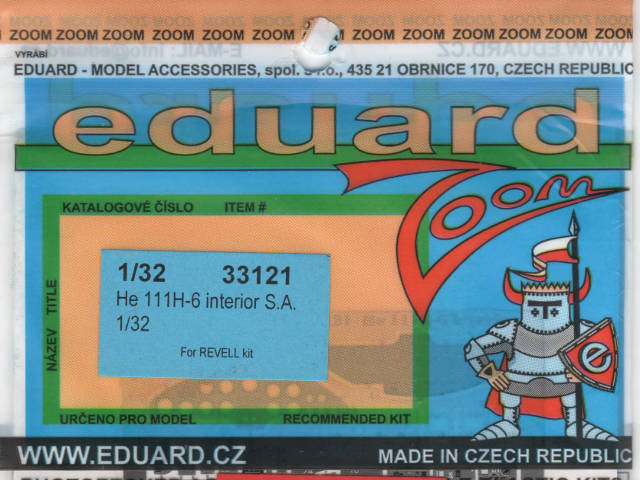 ZOOM ZOOM ZOOM ZOOM ZOOM ZOOM ZOOM ZOOM ZOOM ZOOM ZOOM
VYRÁBÍ
EDUARD - MODEL ACCESSORIES, spol. s r.o., 435 21 OBRNICE 170, CZECH REPUBLIC
eduard
Zoom
KATALOGOVÉ ČÍSLO ITEM #
1/32 33121
He 111H-6 interior S.A.
1/32
For REVELL kit
NÁZEV TITLE
e
URČENO PRO MODEL RECOMMENDED KIT
WWW.EDUARD.CZ MADE IN CZECH REPUBLIC